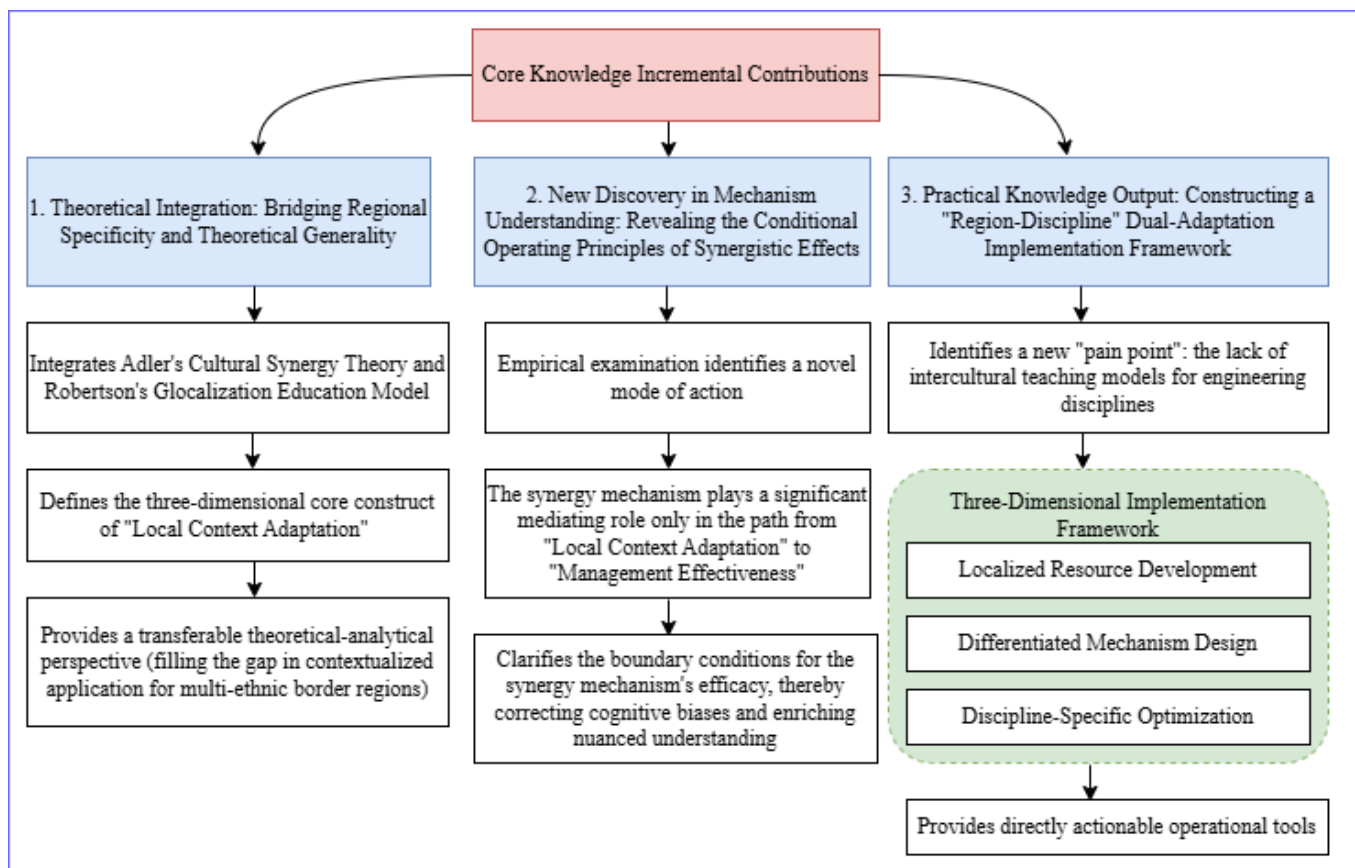 Core Knowledge Incremental Contributions
1. Theoretical Integration: Bridging Regional
Specificity and Theoretical Generality
Integrates Adler's Cultural Synergy Theory and
Robertson's Glocalization Education Model
Defines the three-dimensional core construct
of "Local Context Adaptation"
Provides a transferable theoretical-analytical
perspective (filling the gap in contextualized
application for multi-ethnic border regions)
2. New Discovery in Mechanism
Understanding: Revealing the Conditional
Operating Principles of Synergistic Effects
Empirical examination identifies a novel
mode of action
The synergy mechanism plays a significant
mediating role only in the path from
"Local Context Adaptation" to
"Management Effectiveness"
Clarifies the boundary conditions for the
synergy mechanism's efficacy, thereby
correcting cognitive biases and enriching
nuanced understanding
3. Practical Knowledge Output: Constructing a
"Region-Discipline" Dual-Adaptation
Implementation Framework
Identifies a new "pain point": the lack of
intercultural teaching models for engineering
disciplines
Three-Dimensional Implementation
Framework
Localized Resource Development
Differentiated Mechanism Design
Discipline-Specific Optimization
Provides directly actionable operational tools